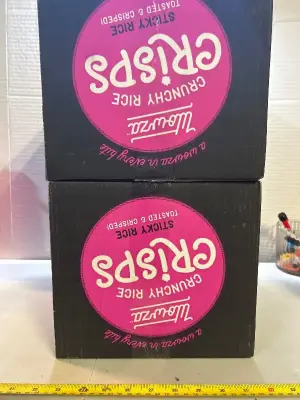 a wowza in every bite
Wowza
CRUNCHY RICE
CRiSPS
STICKY RICE
TOASTED & CRISPED!
a wowza in every bite
Wowza
CRUNCHY RICE
CRiSPS
STICKY RICE
TOASTED & CRISPED!